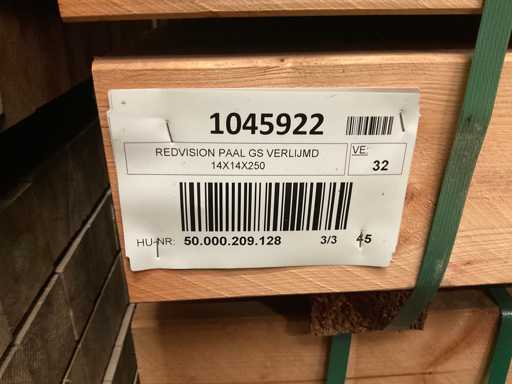 1045922
REDVISION PAAL GS VERLIJMD
14X14X250
VE:
32
HU-NR: 50.000.209.128 3/3 45